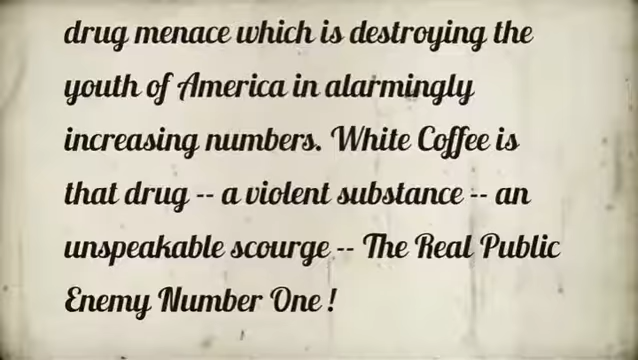 drug menace which is destroying the
youth of America in alarmingly
increasing numbers. White Coffee is
that drug -- a violent substance -- an
unspeakable scourge -- The Real Public
Enemy Number One !